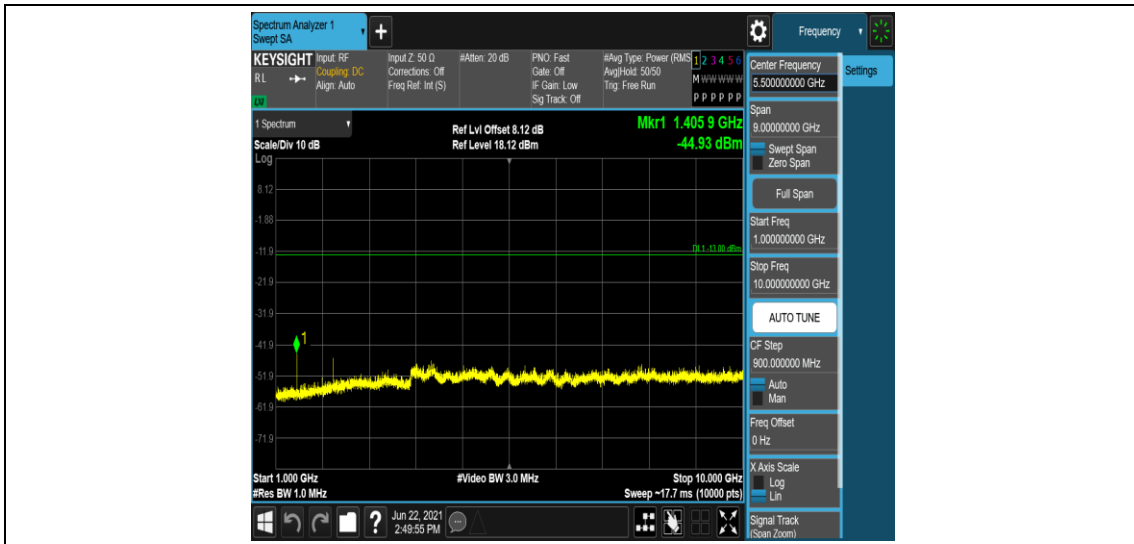 Spectrum Analyzer 1
Swept SA
Frequency
KEYSIGHT
RL
LXI
Input: RF
Coupling: DC
Align: Auto
Input Z: 50 Ω
Corrections: Off
Freq Ref: Int (S)
#Atten: 20 dB
PNO: Fast
Gate: Off
IF Gain: Low
Sig Track: Off
#Avg Type: Power (RMS
Avg|Hold: 50/50
Trig: Free Run
1 2 3 4 5 6
M W W W W W
P P P P P P
1 Spectrum
Scale/Div 10 dB
Ref Lvl Offset 8.12 dB
Ref Level 18.12 dBm
Mkr1 1.405 9 GHz
-44.93 dBm
Log
8.12
-1.88
-11.9
DL1 -13.00 dBm
-21.9
-31.9
-41.9
1
-51.9
-61.9
-71.9
Start 1.000 GHz
#Res BW 1.0 MHz
#Video BW 3.0 MHz
Stop 10.000 GHz
Sweep ~17.7 ms (10000 pts)
Center Frequency
5.500000000 GHz
Settings
Span
9.00000000 GHz
Swept Span
Zero Span
Full Span
Start Freq
1.000000000 GHz
Stop Freq
10.000000000 GHz
AUTO TUNE
CF Step
900.000000 MHz
Auto
Man
Freq Offset
0 Hz
X Axis Scale
Log
Lin
Signal Track
(Span Zoom)
?
Jun 22, 2021
2:49:55 PM